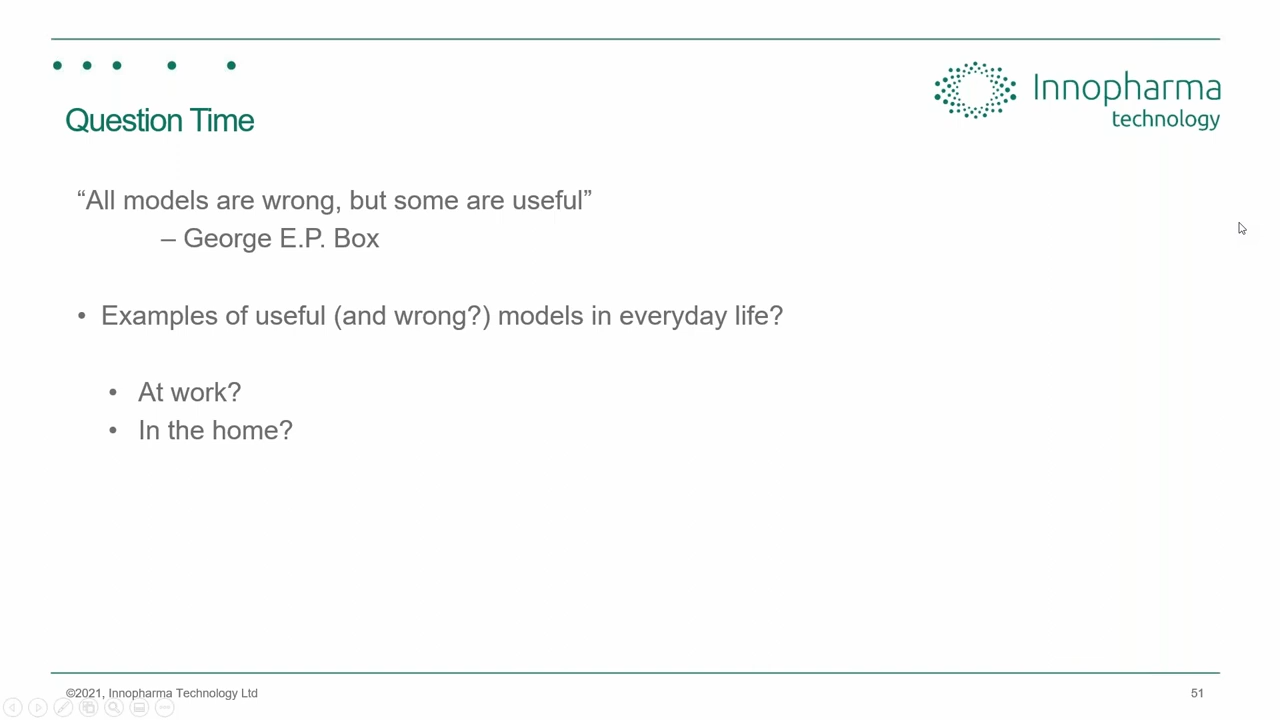 Innopharma
technology
Question Time
“All models are wrong, but some are useful”
– George E.P. Box
• Examples of useful (and wrong?) models in everyday life?
• At work?
• In the home?
©2021, Innopharma Technology Ltd
51